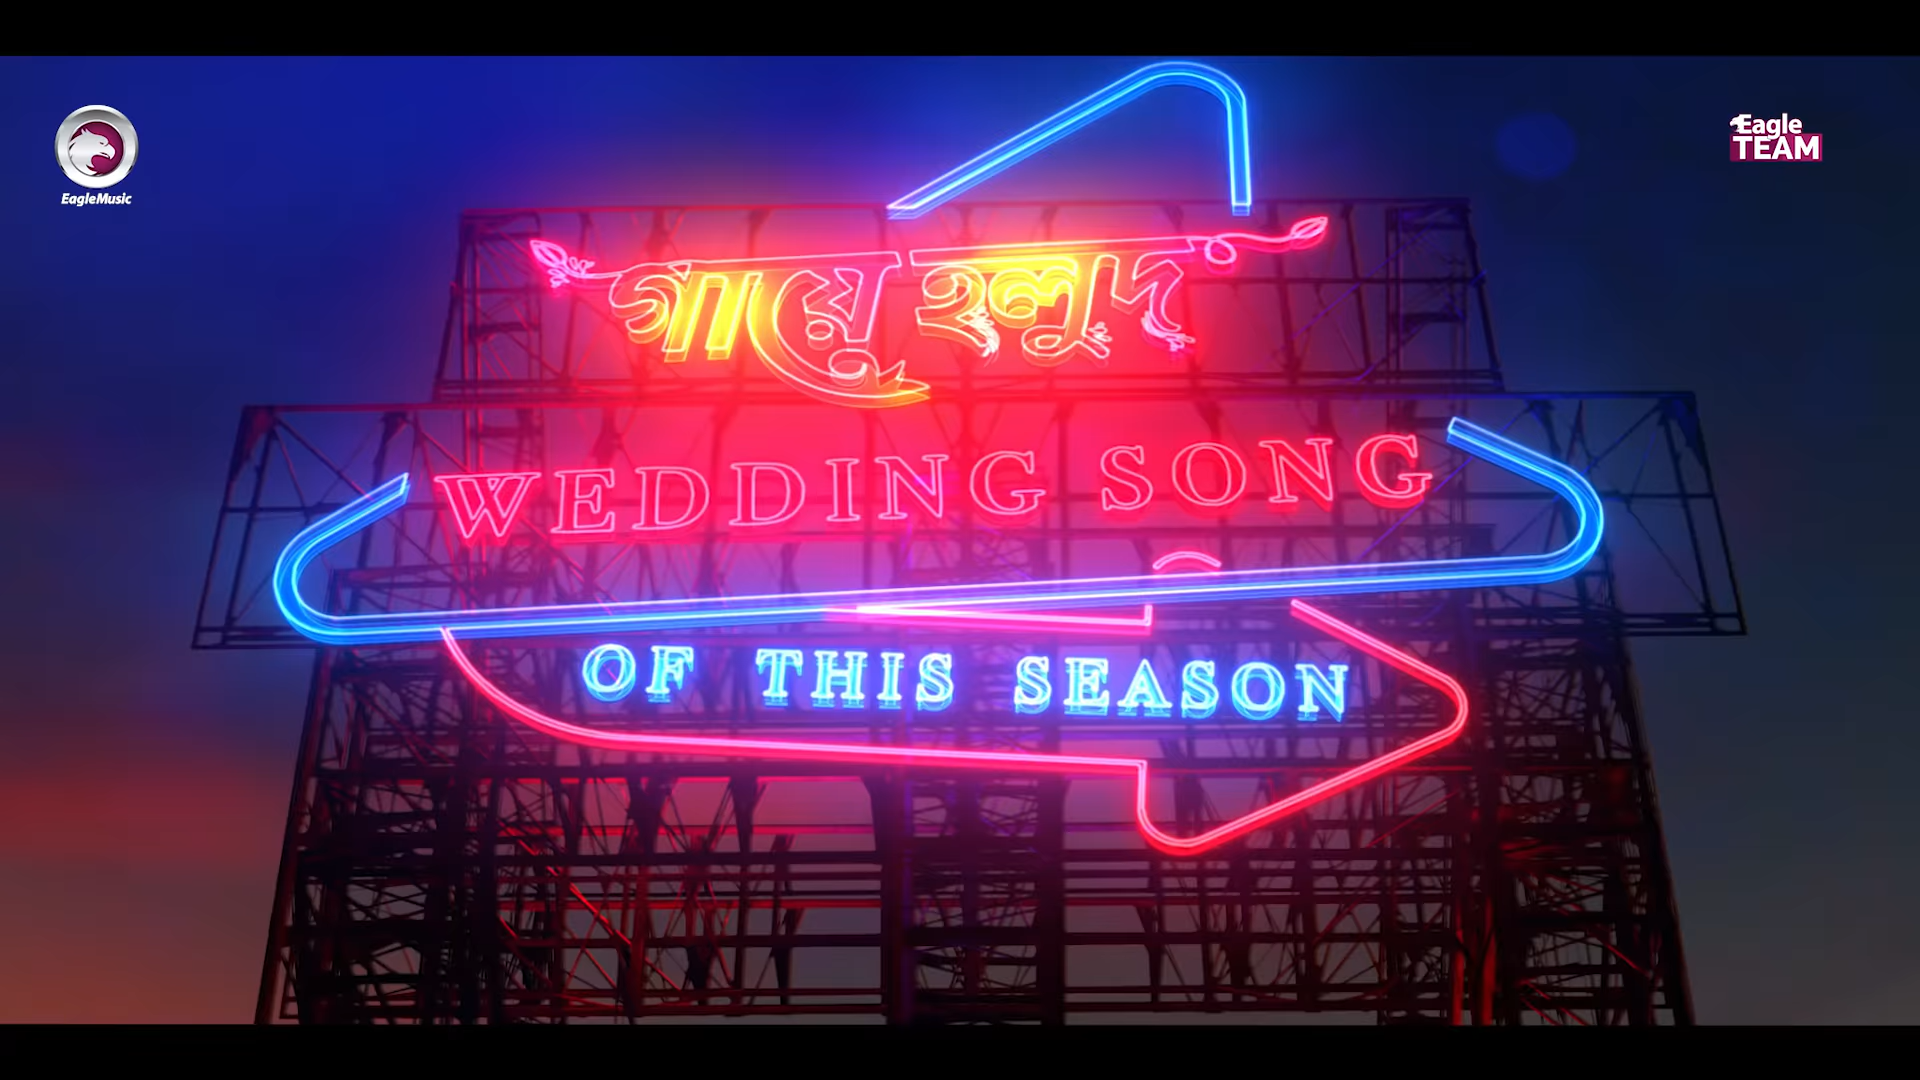 EagleMusic
Eagle
TEAM
গায়ে হলুদ
WEDDING SONG
OF THIS SEASON